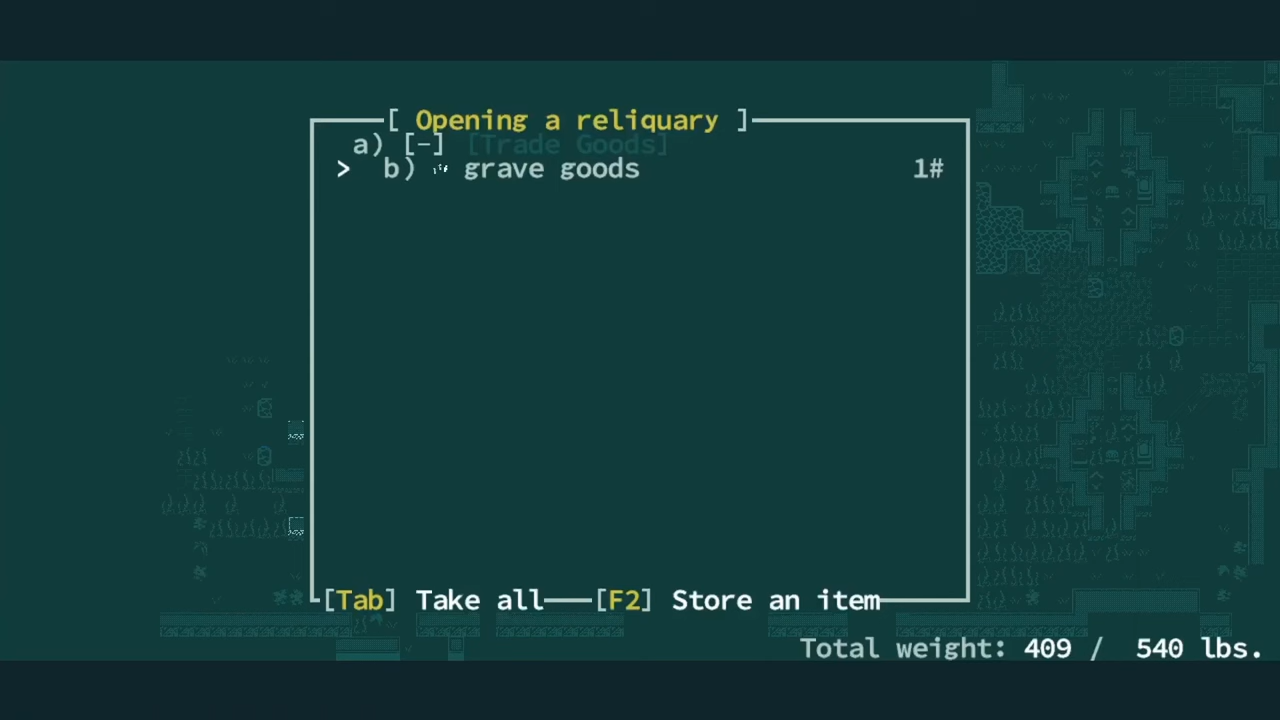 [ Opening a reliquary ]
a) [-] [Trade Goods]
> b) grave goods 1#
[Tab] Take all [F2] Store an item
Total weight: 409 / 540 lbs.